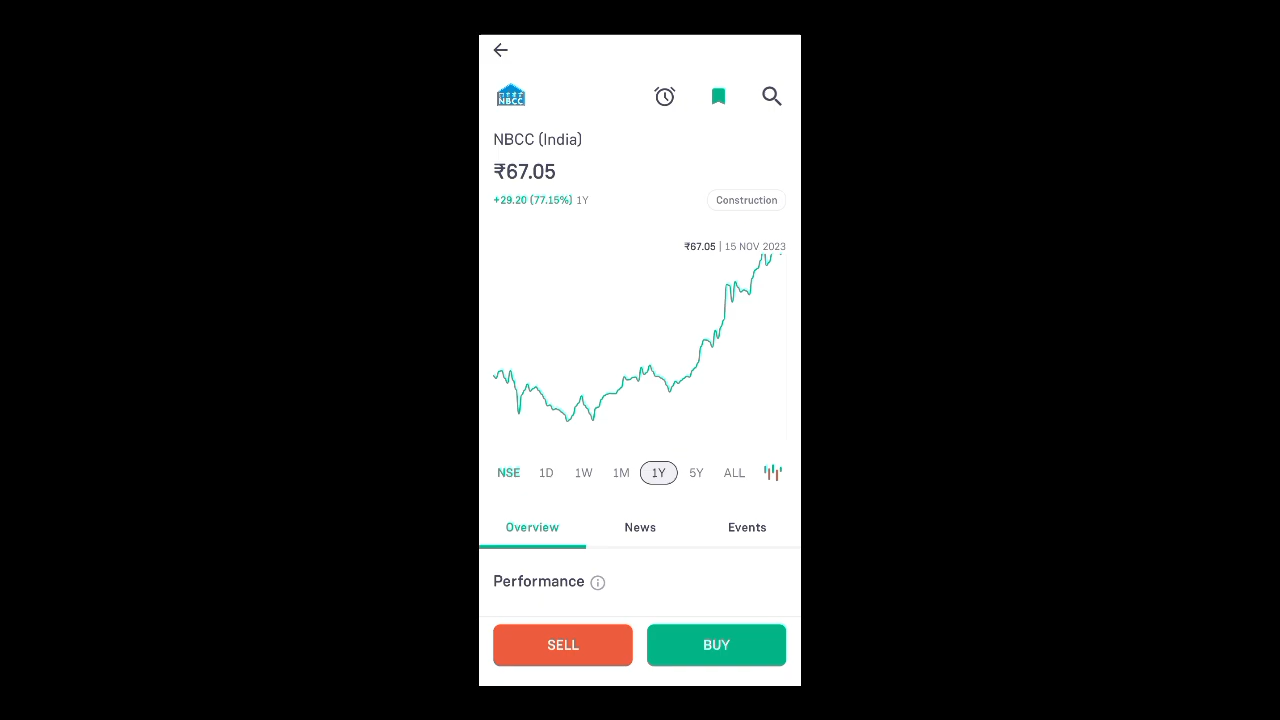 NBCC
NBCC (India)
₹67.05
+29.20 (77.15%) 1Y
Construction
₹67.05 | 15 NOV 2023
NSE 1D 1W 1M 1Y 5Y ALL
Overview News Events
Performance
SELL BUY